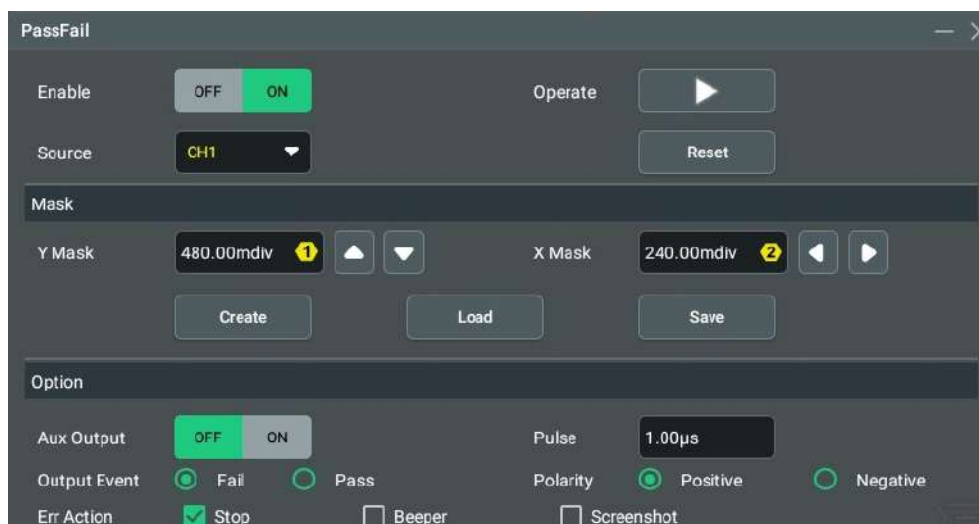 PassFail
Enable OFF ON Operate
Source CH1 Reset
Mask
Y Mask 480.00mdiv 1 X Mask 240.00mdiv 2
Create Load Save
Option
Aux Output OFF ON Pulse 1.00µs
Output Event Fail Pass Polarity Positive Negative
Err Action Stop Beeper Screenshot